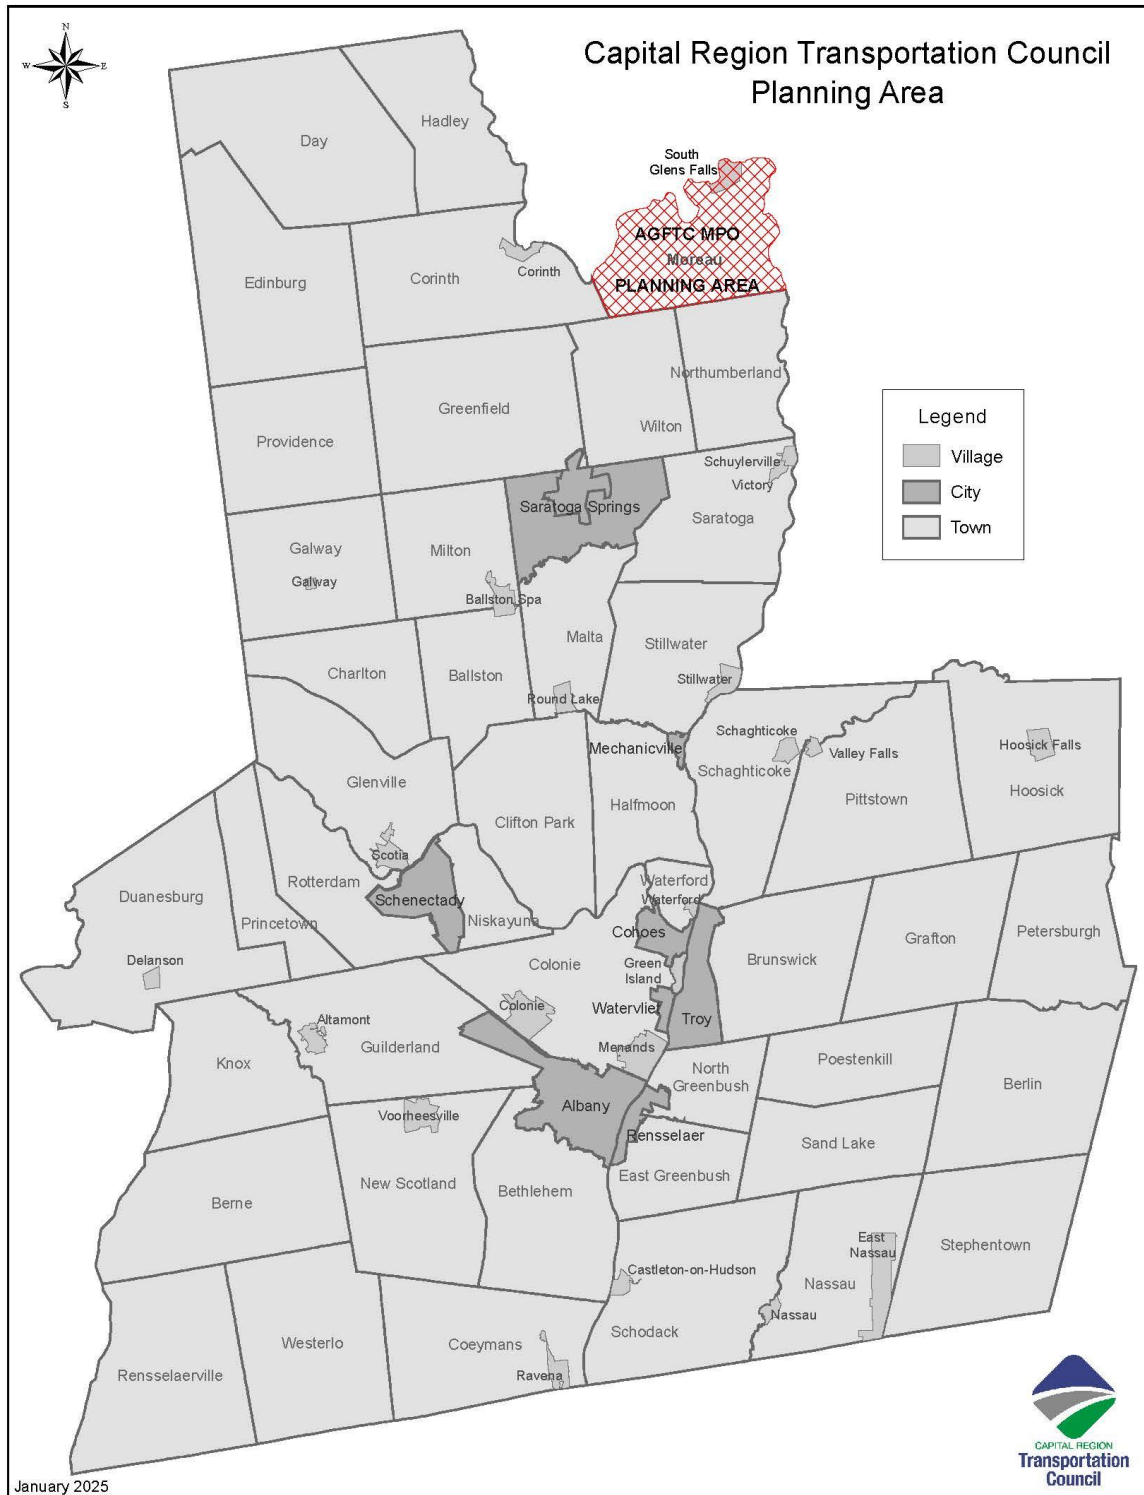 N
W E
S
Capital Region Transportation Council
Planning Area
Hadley
Day
South
Glens Falls
AGFTC MPO
Moreau
PLANNING AREA
Corinth
Corinth
Edinburg
Northumberland
Greenfield
Wilton
Providence
Legend
Village
City
Town
Schuylerville
Victory
Saratoga Springs
Saratoga
Galway
Milton
Galway
Ballston Spa
Malta
Stillwater
Charlton
Ballston
Stillwater
Round Lake
Schaghticoke
Mechanicville
Valley Falls
Hoosick Falls
Schaghticoke
Glenville
Hoosick
Pittstown
Halfmoon
Clifton Park
Scotia
Waterford
Rotterdam
Duanesburg
Schenectady
Waterford
Princetown
Niskayuna
Cohoes
Grafton
Petersburgh
Delanson
Colonie
Green
Island
Brunswick
Colonie
Watervliet
Troy
Altamont
Guilderland
Menands
Knox
North
Greenbush
Poestenkill
Berlin
Voorheesville
Albany
Rensselaer
Sand Lake
New Scotland
Bethlehem
East Greenbush
Berne
East
Nassau
Stephentown
Castleton-on-Hudson
Nassau
Nassau
Westerlo
Coeymans
Schodack
Rensselaerville
Ravena
CAPITAL REGION
Transportation
Council
January 2025